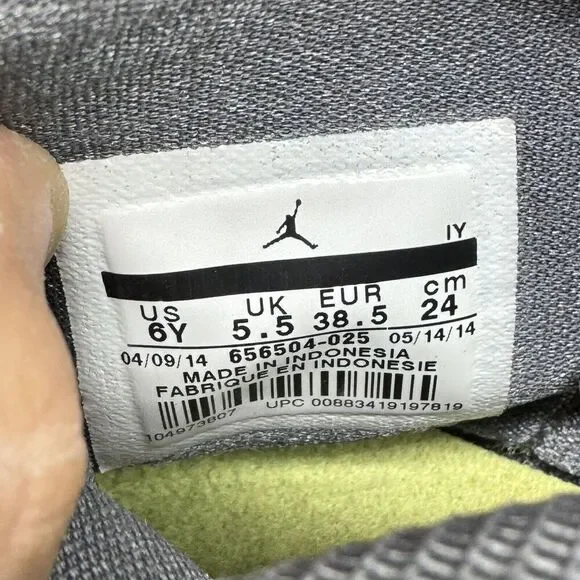 IY
US UK EUR cm
6Y 5.5 38.5 24
04/09/14 656504-025 05/14/14
MADE IN INDONESIA
FABRIQUE EN INDONESIE
104973607 UPC 00883419197819